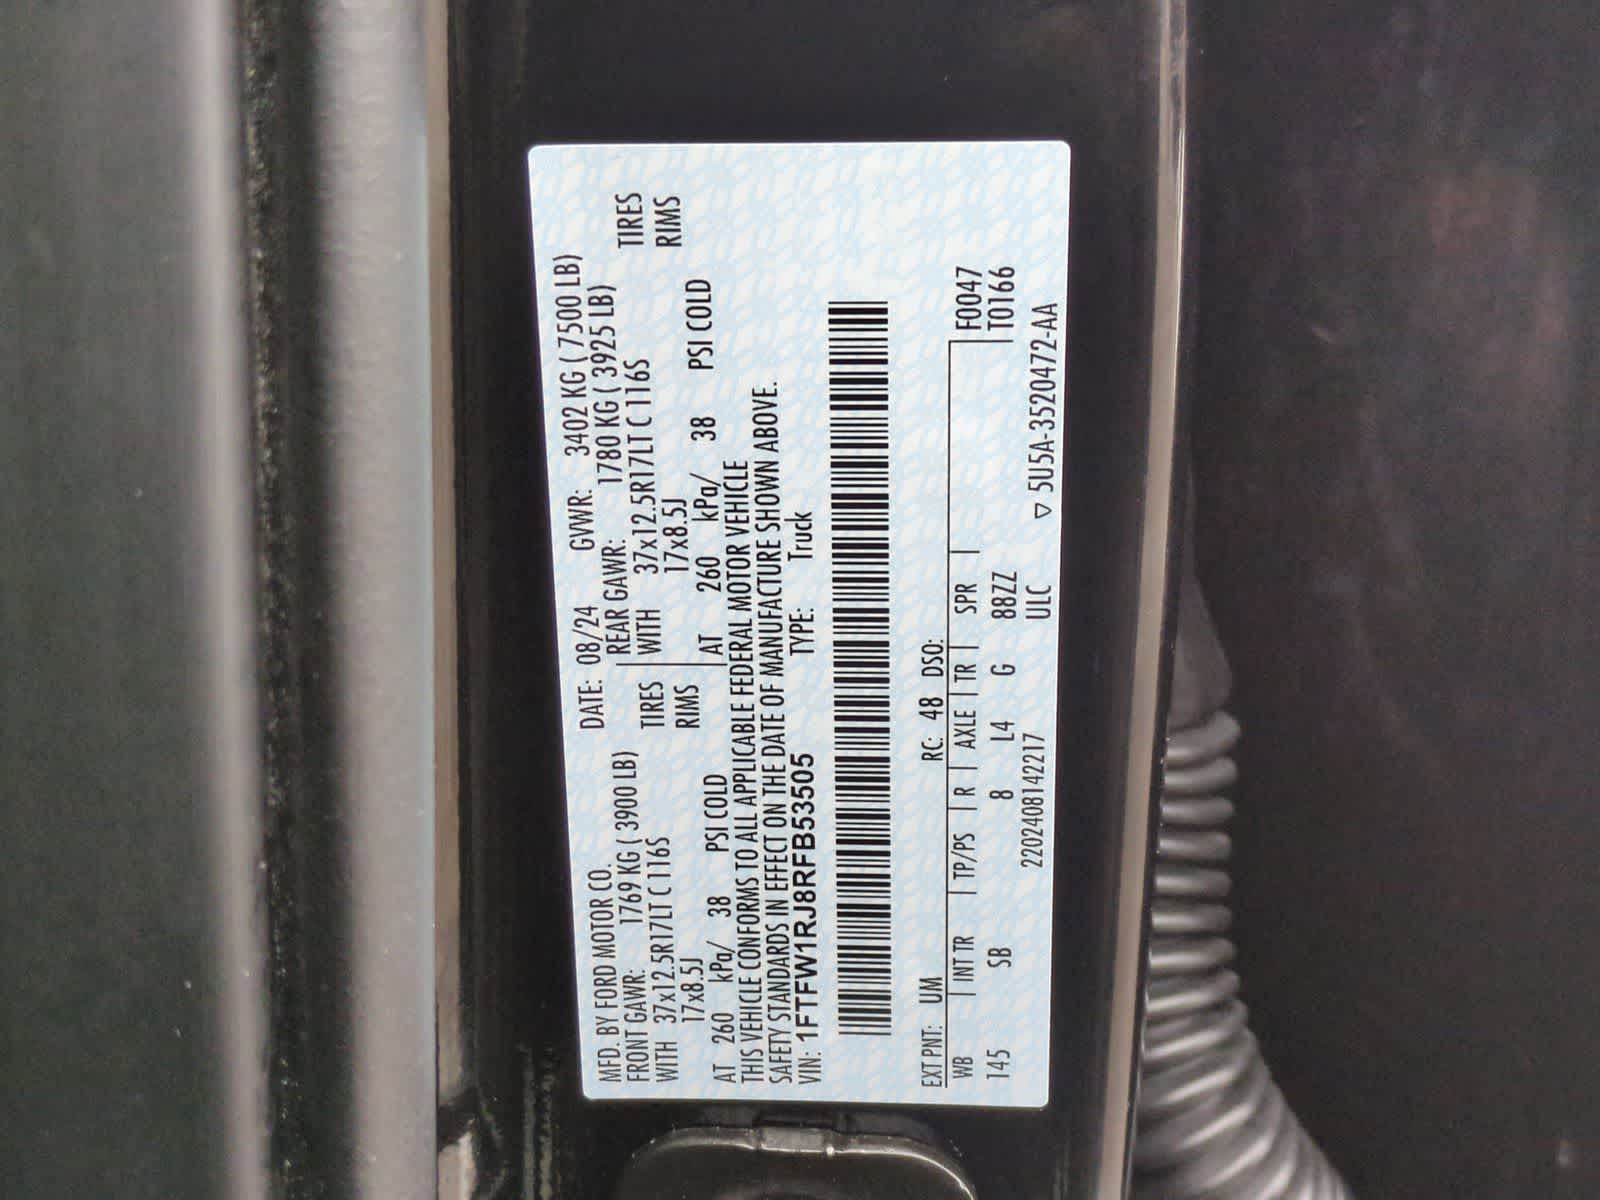 MFD. BY FORD MOTOR CO. DATE: 08/24 GVWR: 3402 KG ( 7500 LB)
FRONT GAWR: 1769 KG ( 3900 LB) REAR GAWR: 1780 KG ( 3925 LB)
WITH 37x12.5R17LT C 116S TIRES WITH 37x12.5R17LT C 116S TIRES
17x8.5J RIMS 17x8.5J RIMS
AT 260 kPa/ 38 PSI COLD AT 260 kPa/ 38 PSI COLD
THIS VEHICLE CONFORMS TO ALL APPLICABLE FEDERAL MOTOR VEHICLE
SAFETY STANDARDS IN EFFECT ON THE DATE OF MANUFACTURE SHOWN ABOVE.
VIN: 1FTFW1RJ8RFB53505 TYPE: Truck
EXT PNT: UM RC: 48 DSO:
WB | INT TR | TP/PS | R | AXLE | TR | SPR | F0047
145 SB 8 L4 G 88ZZ T0166
2202408142217 ULC ▽ 5U5A-3520472-AA